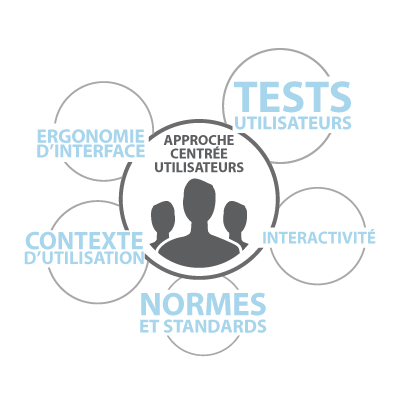 TESTS
UTILISATEURS
ERGONOMIE
D'INTERFACE
APPROCHE
CENTRÉE
UTILISATEURS
CONTEXTE
D'UTILISATION
INTERACTIVITÉ
NORMES
ET STANDARDS